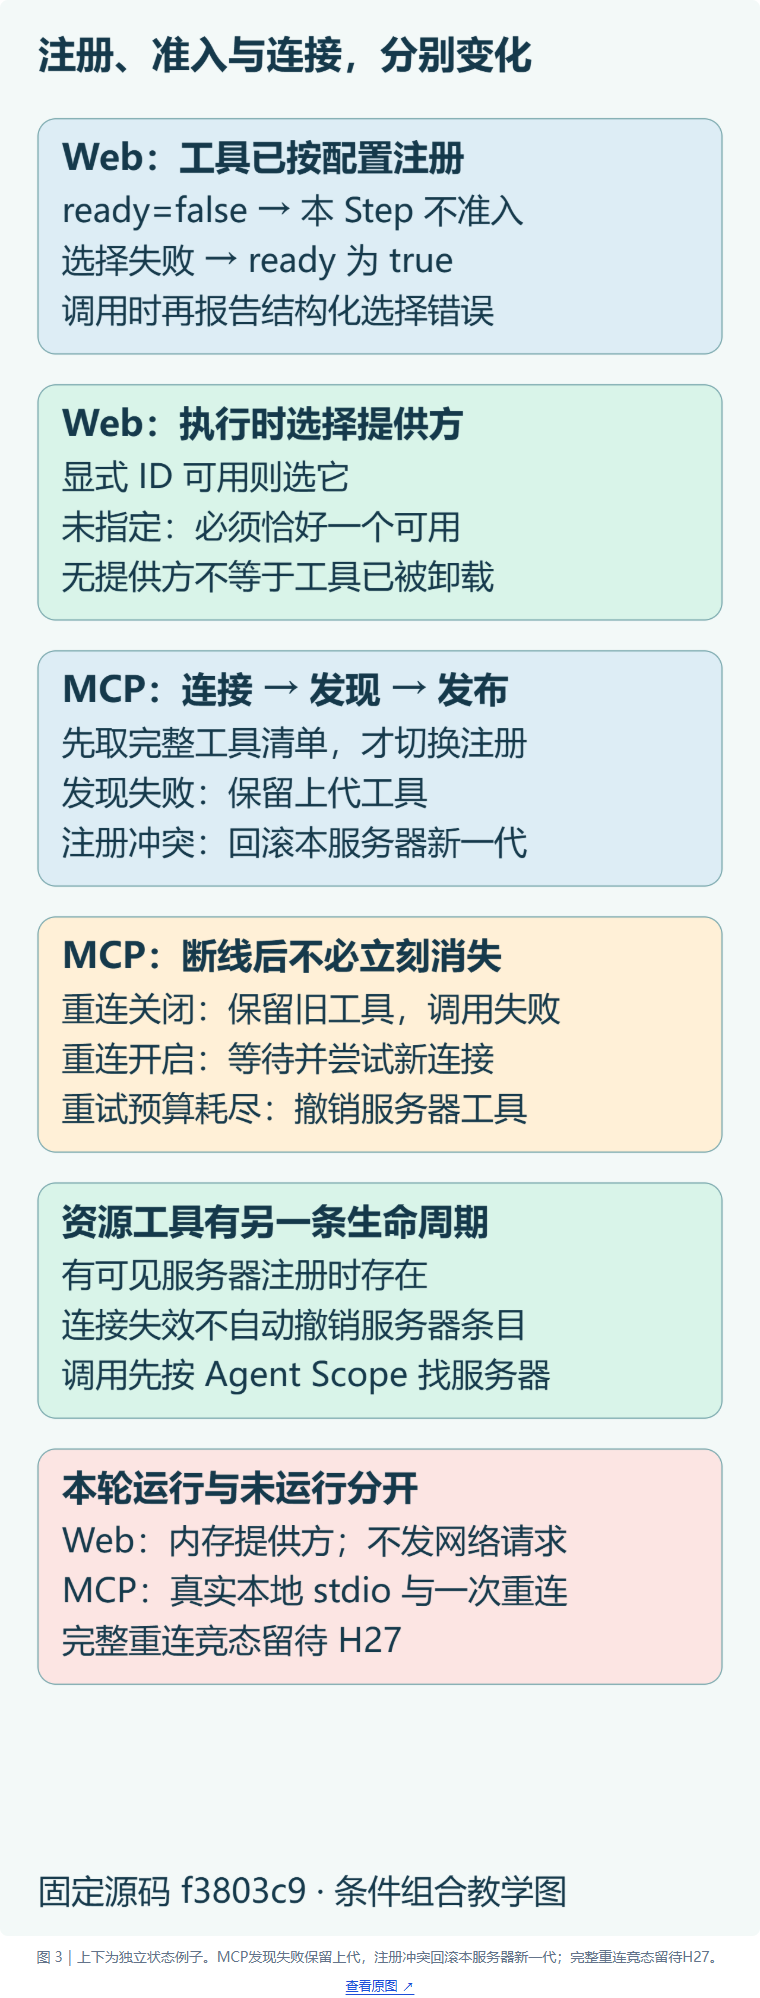 注册、准入与连接，分别变化
Web：工具已按配置注册
ready=false → 本 Step 不准入
选择失败 → ready 为 true
调用时再报告结构化选择错误
Web：执行时选择提供方
显式 ID 可用则选它
未指定：必须恰好一个可用
无提供方不等于工具已被卸载
MCP：连接 → 发现 → 发布
先取完整工具清单，才切换注册
发现失败：保留上代工具
注册冲突：回滚本服务器新一代
MCP：断线后不必立刻消失
重连关闭：保留旧工具，调用失败
重连开启：等待并尝试新连接
重试预算耗尽：撤销服务器工具
资源工具有另一条生命周期
有可见服务器注册时存在
连接失效不自动撤销服务器条目
调用先按 Agent Scope 找服务器
本轮运行与未运行分开
Web：内存提供方；不发网络请求
MCP：真实本地 stdio 与一次重连
完整重连竞态留待 H27
固定源码 f3803c9 · 条件组合教学图
图 3｜上下为独立状态例子。MCP发现失败保留上代，注册冲突回滚本服务器新一代；完整重连竞态留待H27。
查看原图 ↗